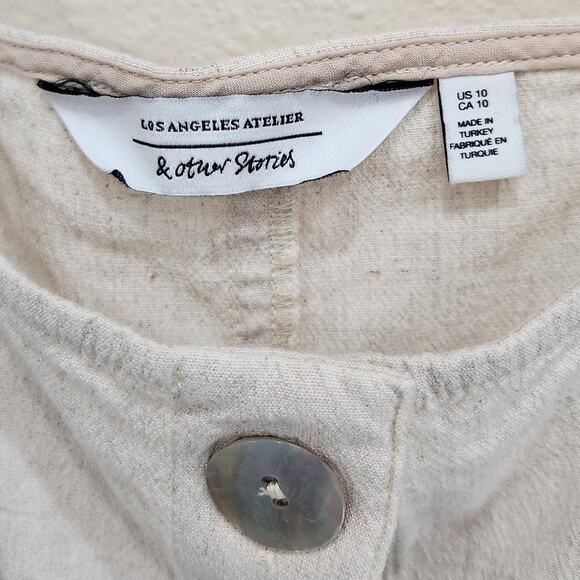 LOS ANGELES ATELIER
& other Stories
US 10
CA 10
MADE IN
TURKEY
FABRIQUÉ EN
TURQUIE